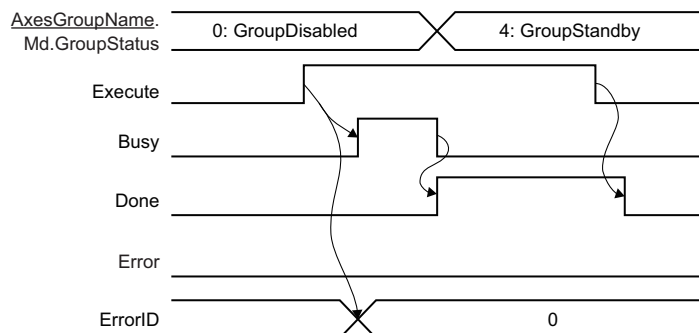 AxesGroupName.
Md.GroupStatus
0: GroupDisabled
4: GroupStandby
Execute
Busy
Done
Error
ErrorID
0